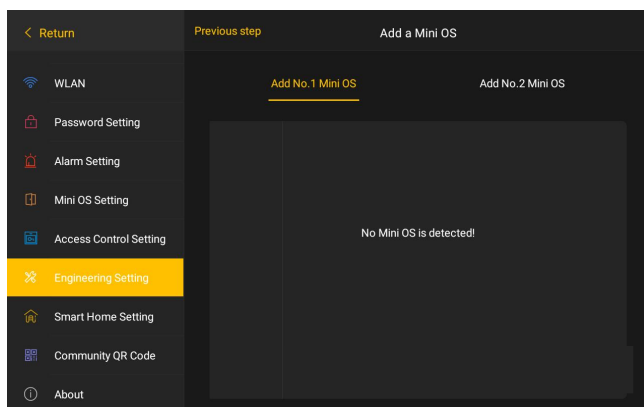 Return
Previous step
Add a Mini OS
WLAN
Add No.1 Mini OS
Add No.2 Mini OS
Password Setting
Alarm Setting
Mini OS Setting
No Mini OS is detected!
Access Control Setting
Engineering Setting
Smart Home Setting
Community QR Code
About